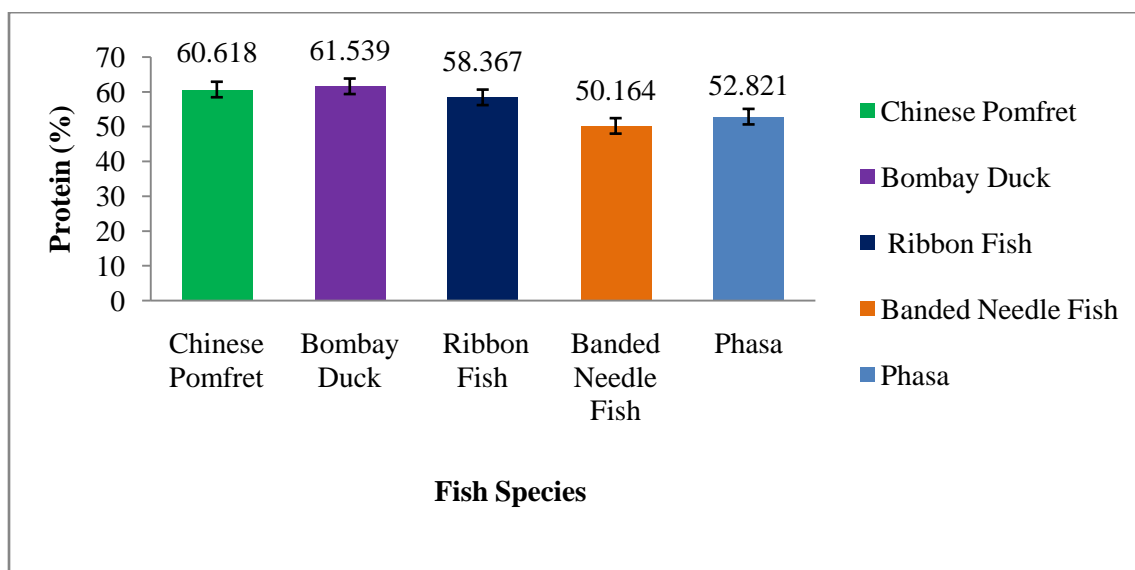 60.618
61.539
58.367
50.164
52.821
70
60
50
40
30
20
10
0
Protein (%)
Chinese
Pomfret
Bombay
Duck
Ribbon
Fish
Banded
Needle
Fish
Phasa
Fish Species
Chinese Pomfret
Bombay Duck
Ribbon Fish
Banded Needle Fish
Phasa